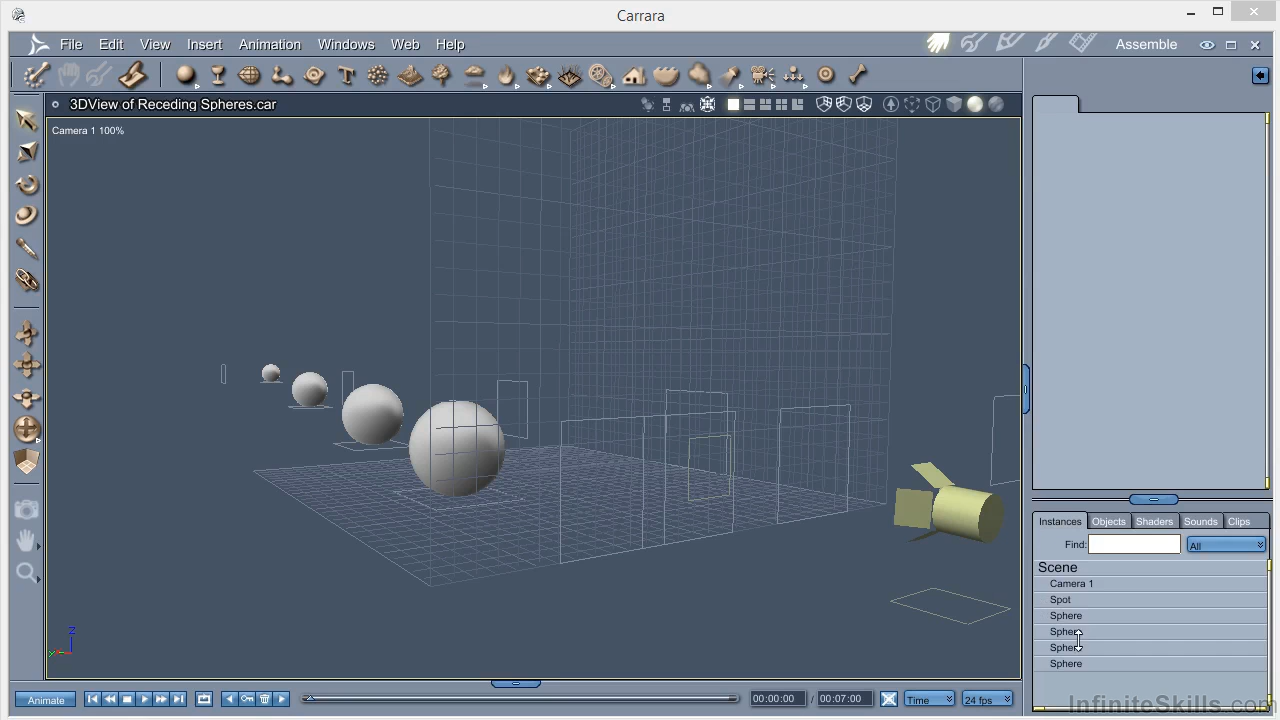 Carrara
File Edit View Insert Animation Windows Web Help Assemble
3DView of Receding Spheres.car
Camera 1 100%
Z
Y
Instances Objects Shaders Sounds Clips
Find: All
Scene
Camera 1
Spot
Sphere
Sphere
Sphere
Sphere
Animate 00:00:00 / 00:07:00 Time 24 fps
InfiniteSkills.com